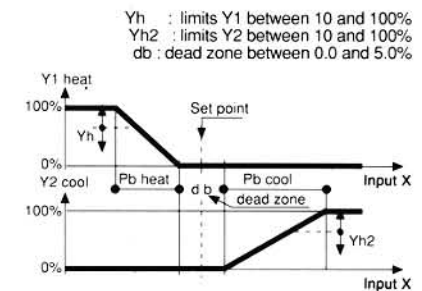 Yh : limits Y1 between 10 and 100%
Yh2 : limits Y2 between 10 and 100%
db : dead zone between 0.0 and 5.0%
Y1 heat
100%
Set point
Yh
0%
Y2 cool
Pb heat
d b
Pb cool
Input X
100%
dead zone
Yh2
0%
Input X